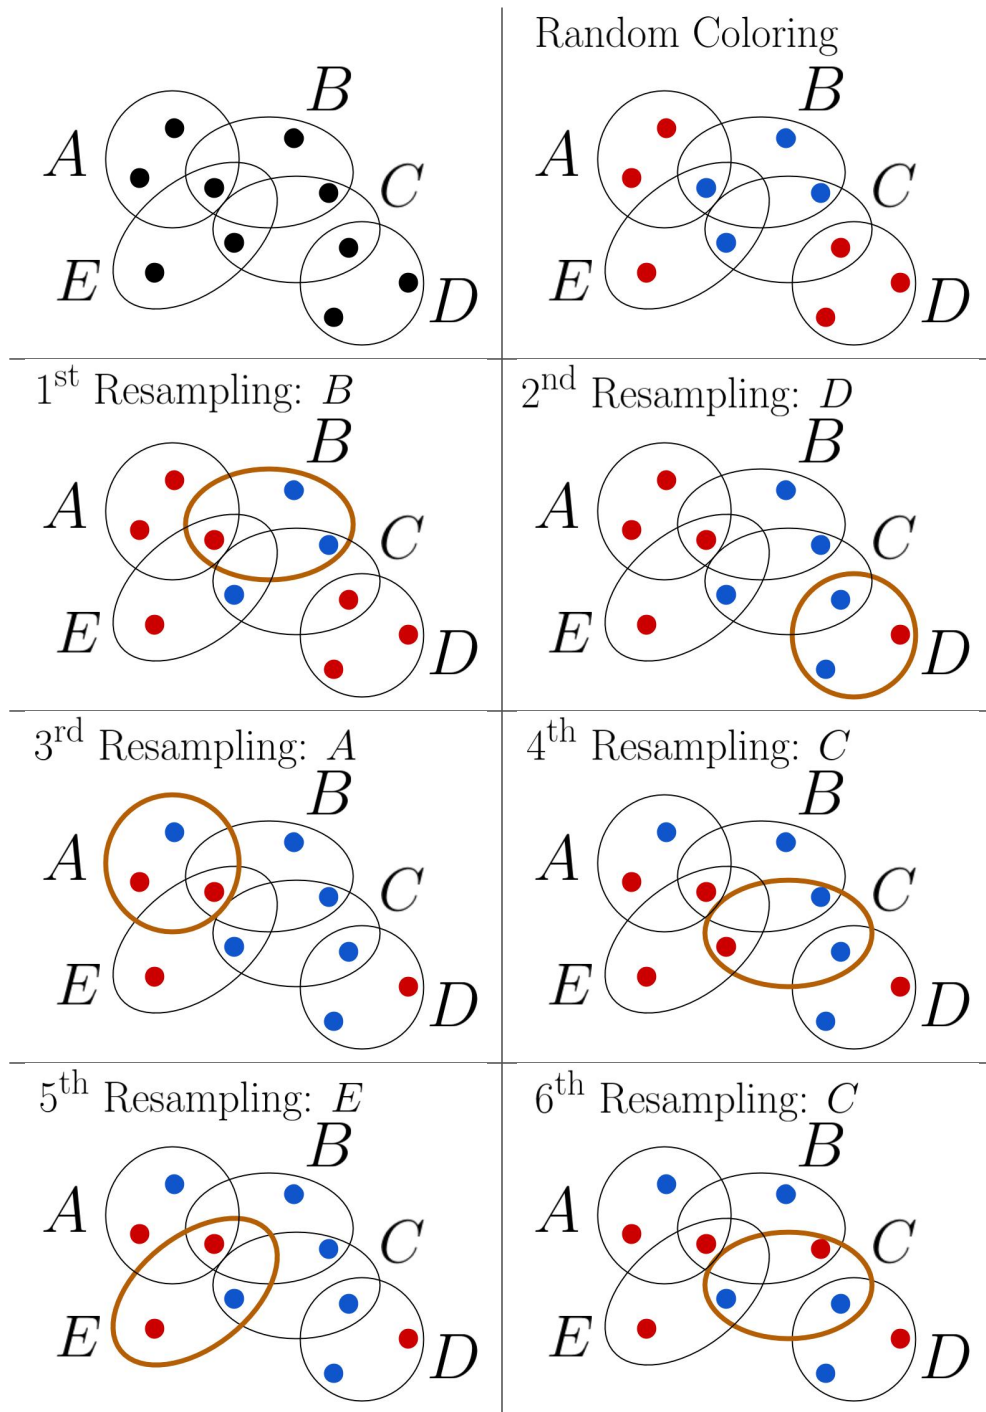 B
A
C
E
D
Random Coloring
B
A
C
E
D
1st Resampling: B
B
A
C
E
D
2nd Resampling: D
B
A
C
E
D
3rd Resampling: A
B
A
C
E
D
4th Resampling: C
B
A
C
E
D
5th Resampling: E
B
A
C
E
D
6th Resampling: C
B
A
C
E
D